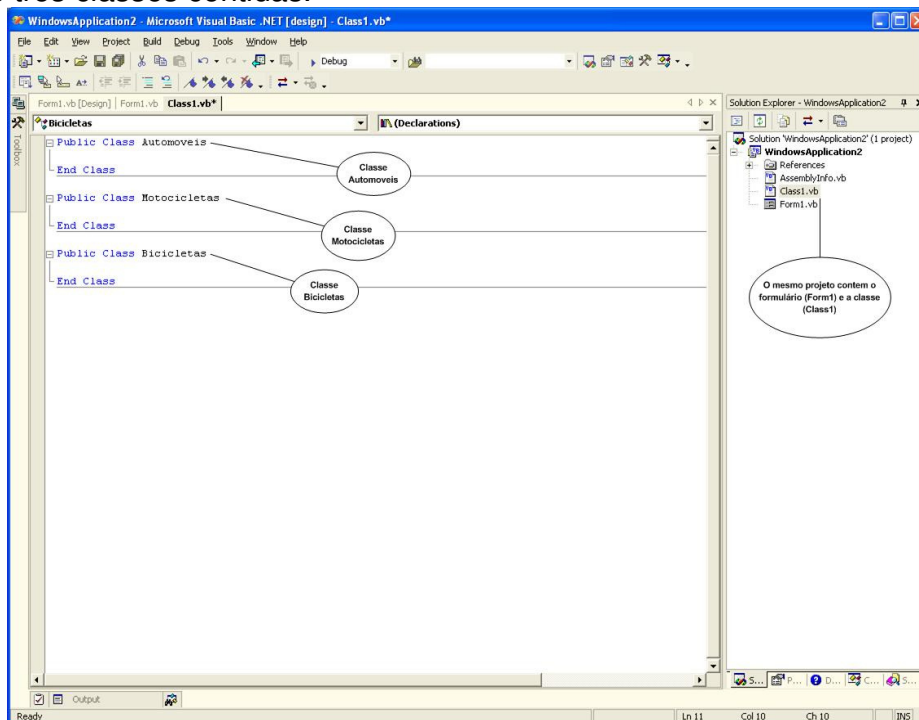 três classes contidas.
WindowsApplication2 - Microsoft Visual Basic .NET [design] - Class1.vb*
File Edit View Project Build Debug Tools Window Help
Debug
Form1.vb [Design] Form1.vb Class1.vb*
Solution Explorer - WindowsApplication2
Toolbox
Bicicletas
(Declarations)
Public Class Automoveis
End Class
Public Class Motocicletas
End Class
Public Class Bicicletas
End Class
Classe
Automoveis
Classe
Motocicletas
Classe
Bicicletas
Solution 'WindowsApplication2' (1 project)
WindowsApplication2
References
AssemblyInfo.vb
Class1.vb
Form1.vb
O mesmo projeto contem o
formulário (Form1) e a classe
(Class1)
S... P... D... C... S...
Output
Ready Ln 11 Col 10 Ch 10 INS